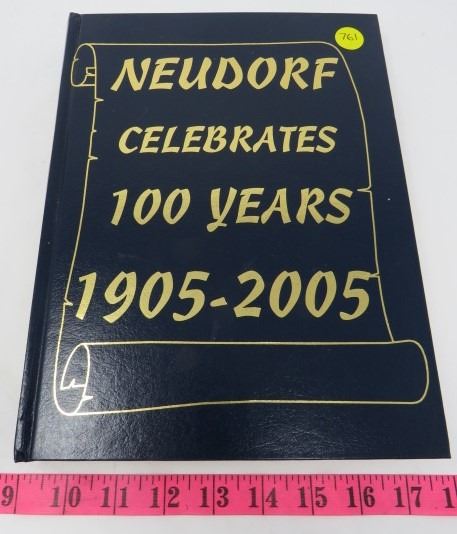 761
NEUDORF
CELEBRATES
100 YEARS
1905-2005
9 10 11 12 13 14 15 16 17 1